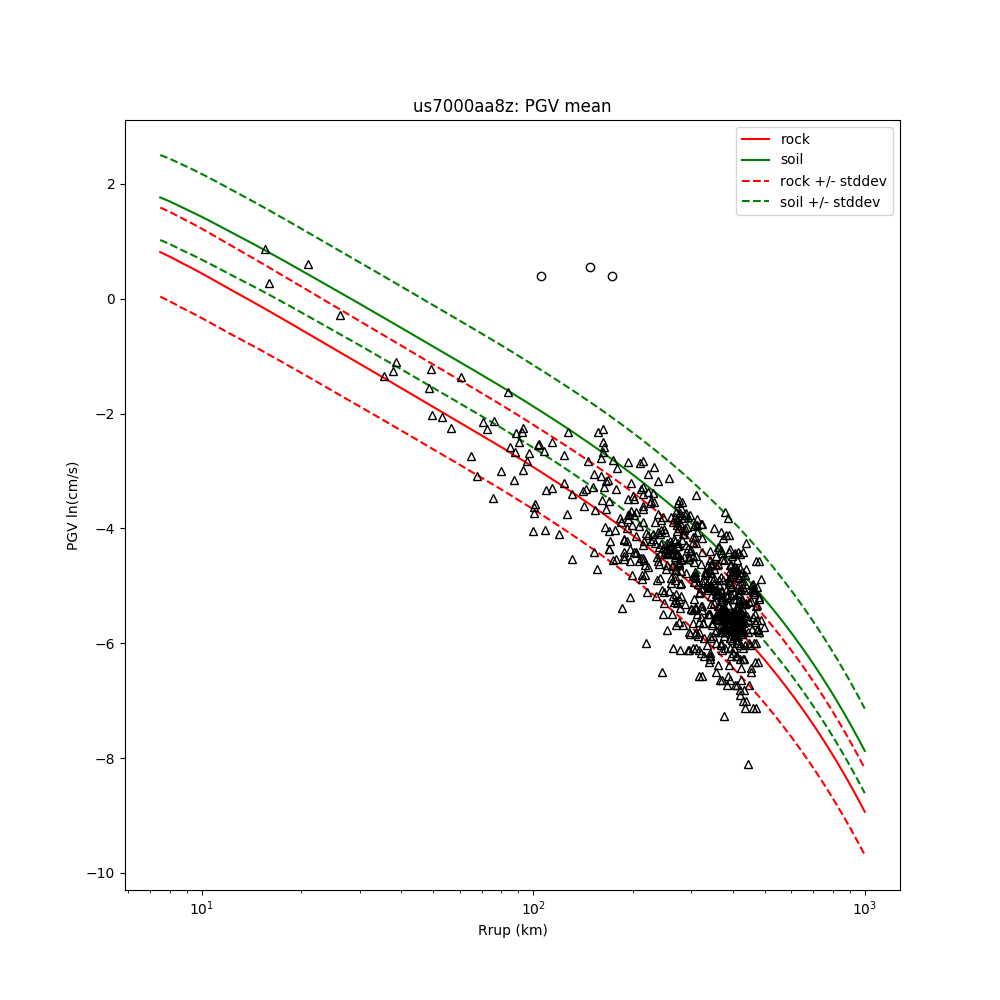 us7000aa8z: PGV mean
rock
soil
rock +/- stddev
soil +/- stddev
PGV ln(cm/s)
2
0
−2
−4
−6
−8
−10
10¹
10²
10³
Rrup (km)